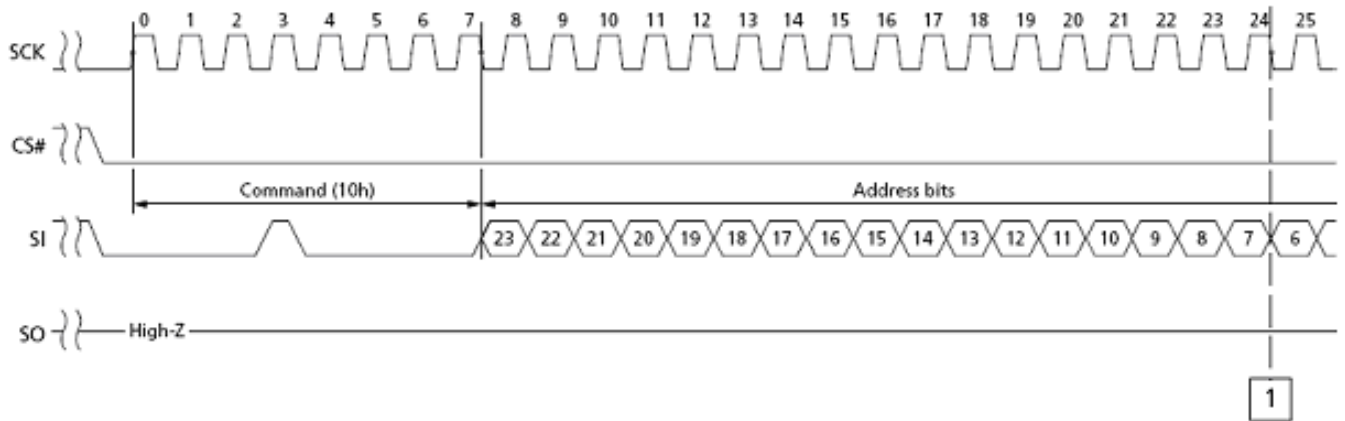 0 1 2 3 4 5 6 7 8 9 10 11 12 13 14 15 16 17 18 19 20 21 22 23 24 25
SCK
CS#
Command (10h) Address bits
SI 23 22 21 20 19 18 17 16 15 14 13 12 11 10 9 8 7 6
SO High-Z
1